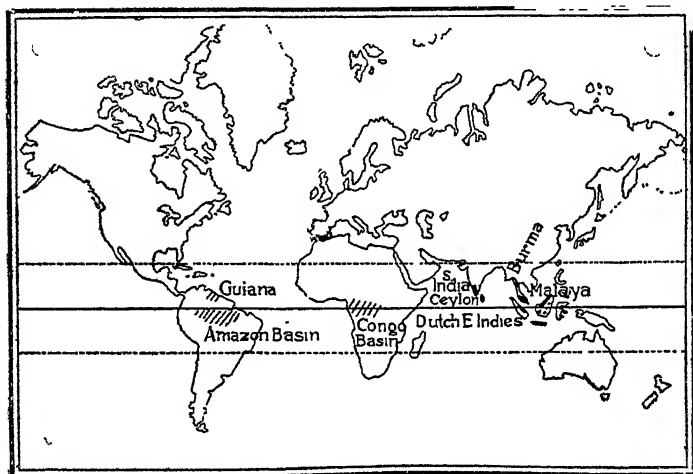 Burma
S.
India
Ceylon
Malaya
Guiana
Dutch E Indies
Congo
Basin
Amazon Basin